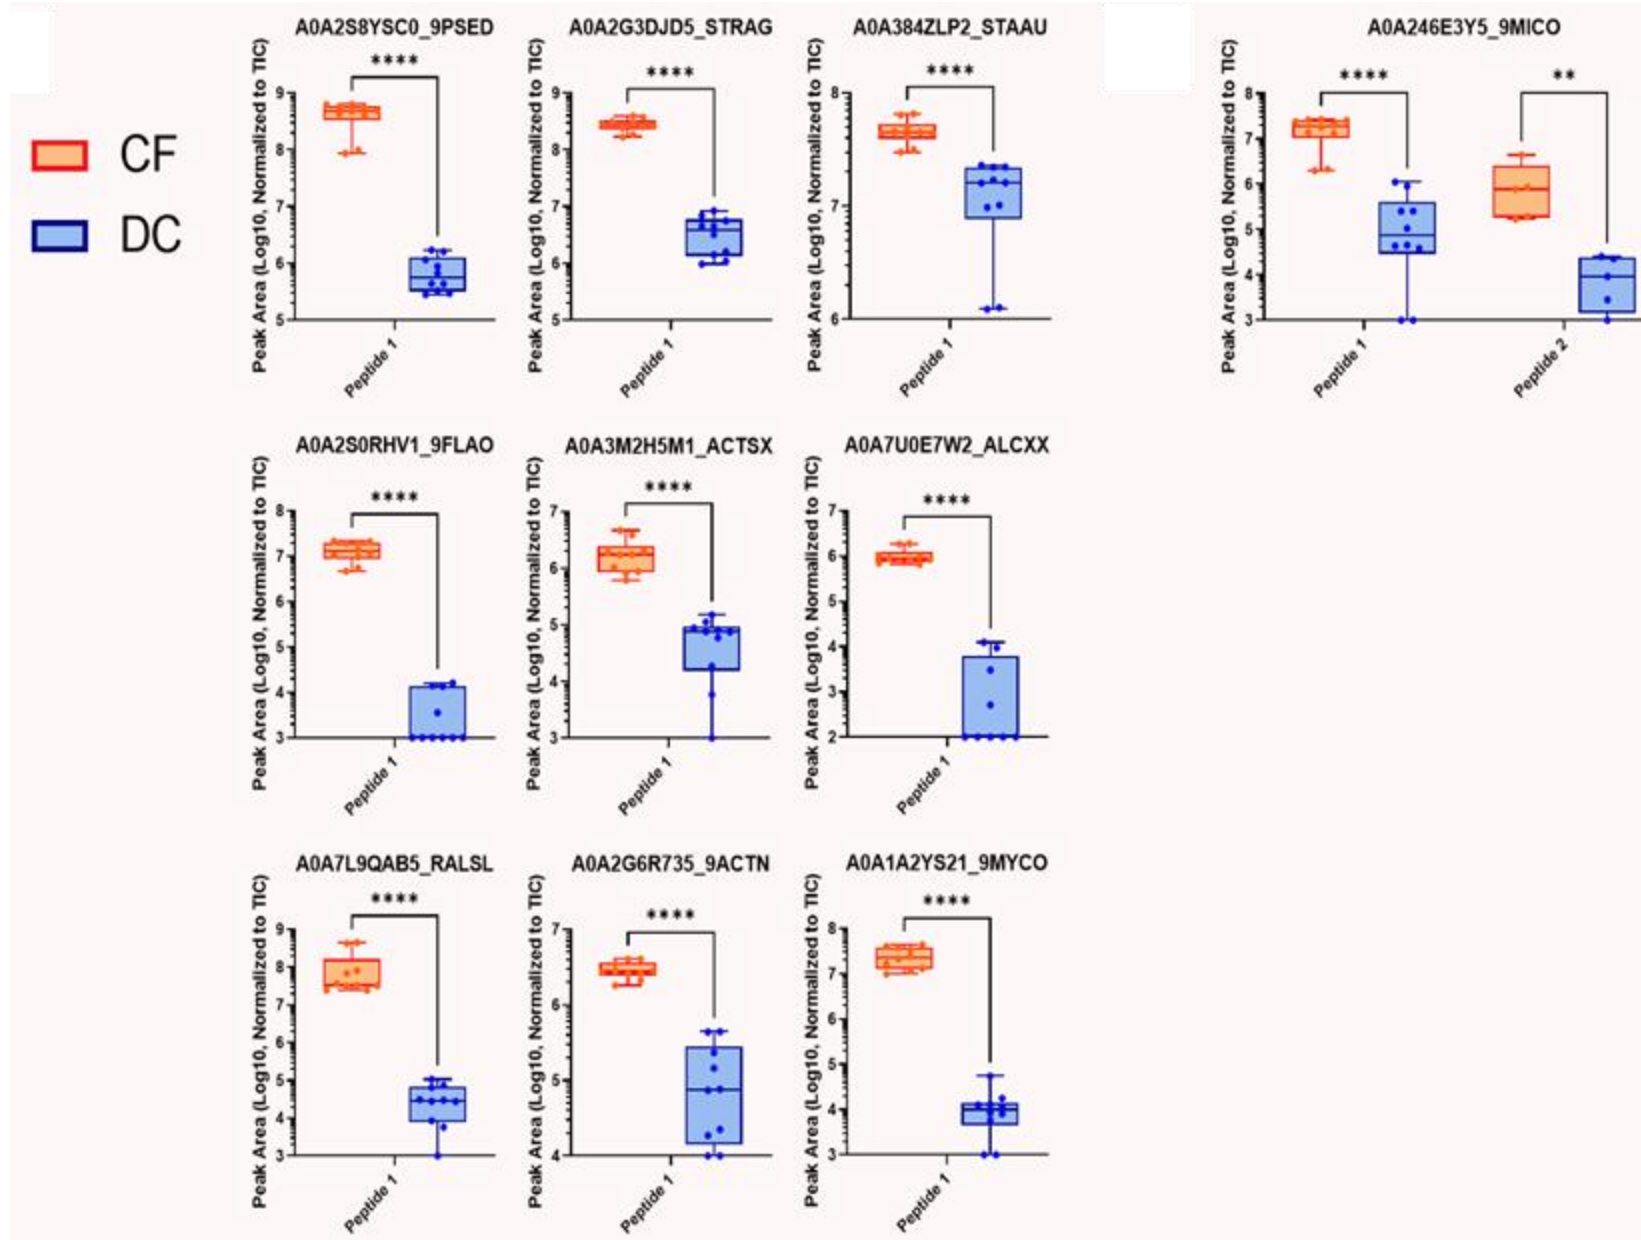 CF
DC
A0A2S8YSC0_9PSED
****
Peak Area (Log10, Normalized to TIC)
9
8
7
6
5
Peptide 1
A0A2G3DJD5_STRAG
****
Peak Area (Log10, Normalized to TIC)
9
8
7
6
5
Peptide 1
A0A384ZLP2_STAAU
****
Peak Area (Log10, Normalized to TIC)
8
7
6
Peptide 1
A0A246E3Y5_9MICO
**** **
Peak Area (Log10, Normalized to TIC)
8
7
6
5
4
3
Peptide 1
Peptide 2
A0A2S0RHV1_9FLAO
****
Peak Area (Log10, Normalized to TIC)
8
7
6
5
4
3
Peptide 1
A0A3M2H5M1_ACTSX
****
Peak Area (Log10, Normalized to TIC)
7
6
5
4
3
Peptide 1
A0A7U0E7W2_ALCXX
****
Peak Area (Log10, Normalized to TIC)
7
6
5
4
3
2
Peptide 1
A0A7L9QAB5_RALSL
****
Peak Area (Log10, Normalized to TIC)
9
8
7
6
5
4
3
Peptide 1
A0A2G6R735_9ACTN
****
Peak Area (Log10, Normalized to TIC)
7
6
5
4
Peptide 1
A0A1A2YS21_9MYCO
****
Peak Area (Log10, Normalized to TIC)
8
7
6
5
4
3
Peptide 1